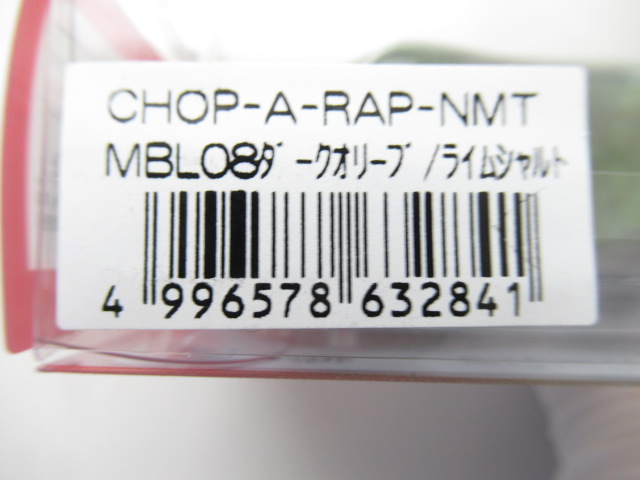 CHOP-A-RAP-NMT
MBL08ﾀﾞｰｸｵﾘｰﾌﾞ/ﾗｲﾑｼｬﾙﾄ
4 996578 632841